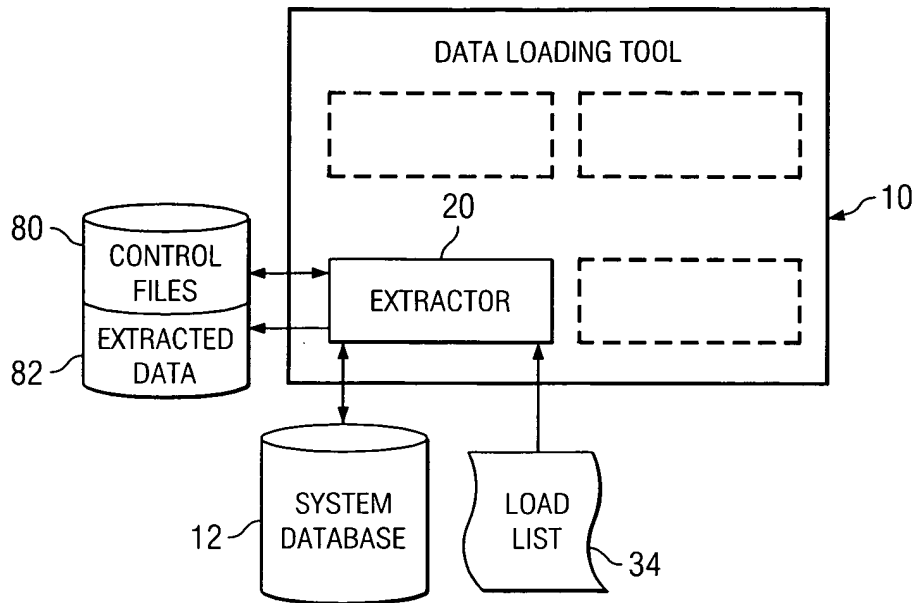 DATA LOADING TOOL
10
20
80
CONTROL
FILES
EXTRACTOR
EXTRACTED
DATA
82
SYSTEM
DATABASE
12
LOAD
LIST
34